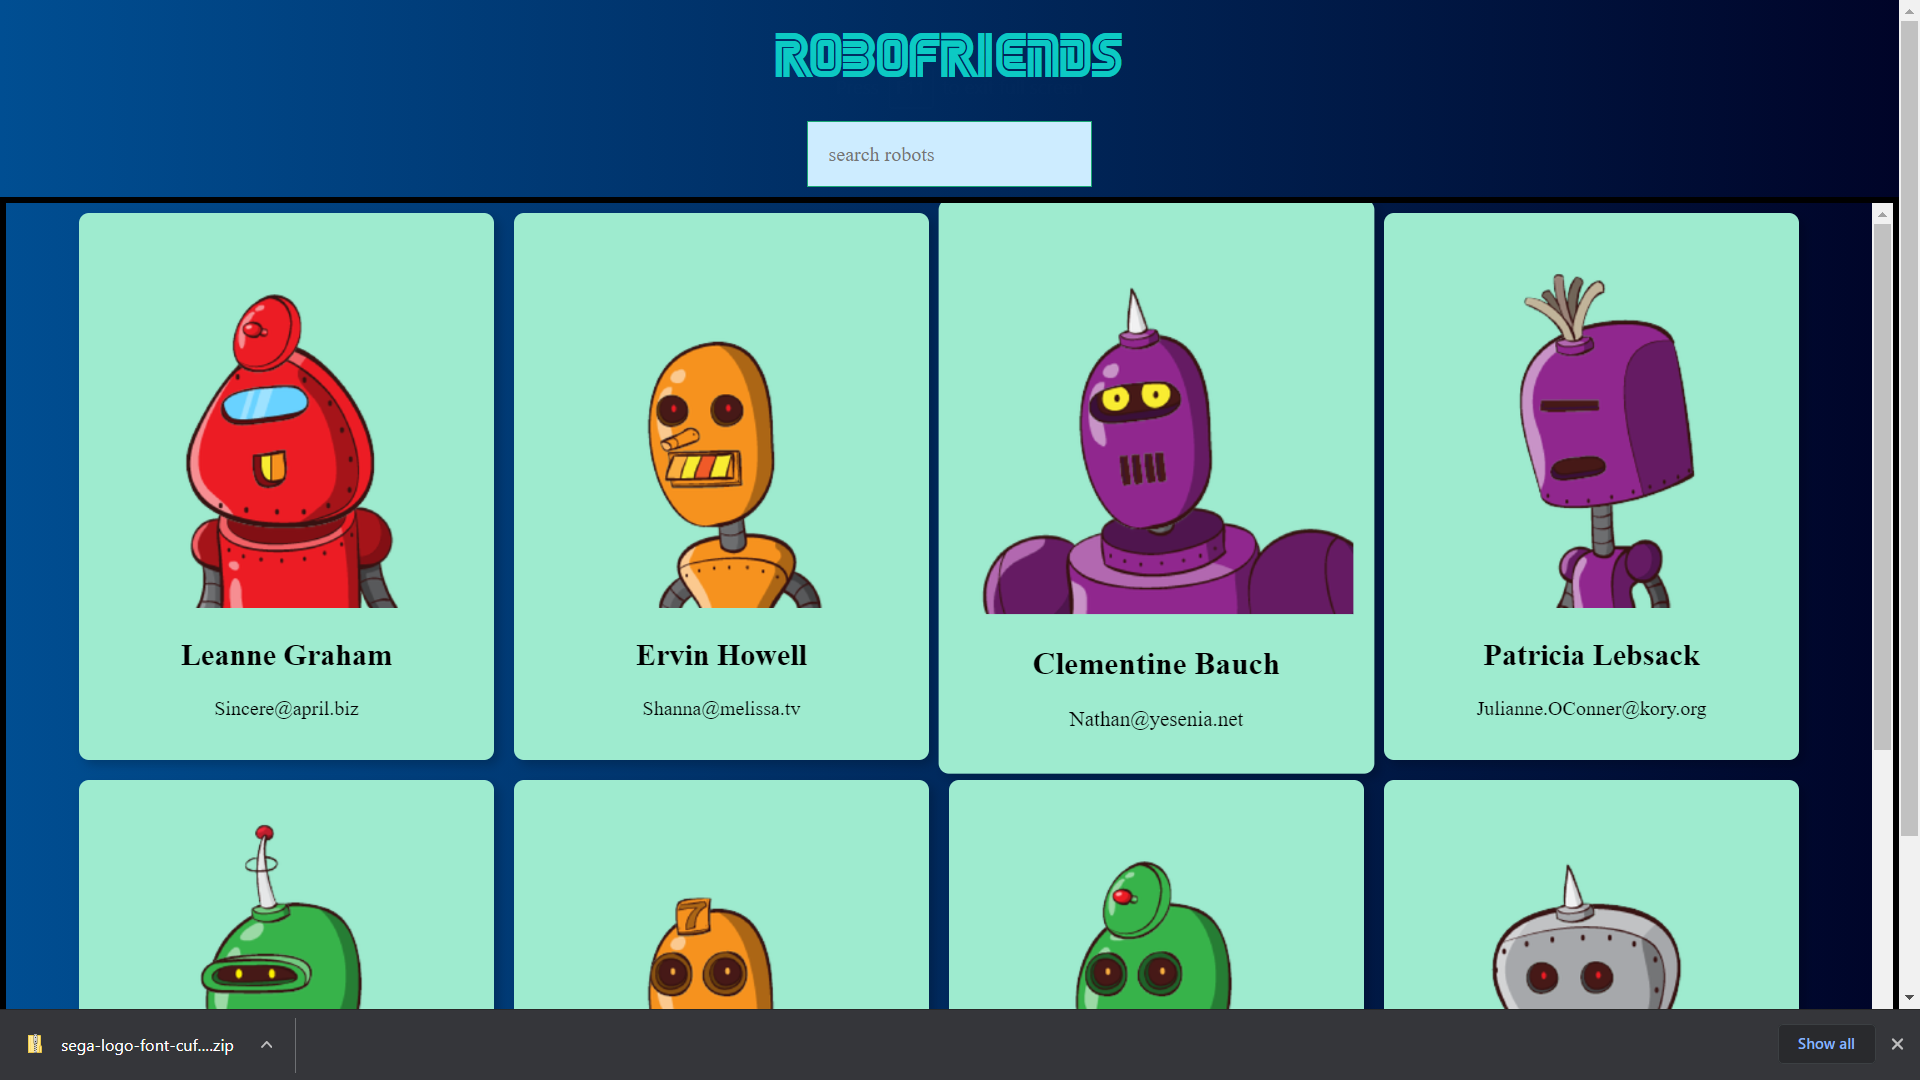 ROBOFRIENDS
search robots
Leanne Graham
Sincere@april.biz
Ervin Howell
Shanna@melissa.tv
Clementine Bauch
Nathan@yesenia.net
Patricia Lebsack
Julianne.OConner@kory.org
7
sega-logo-font-cuf....zip
Show all